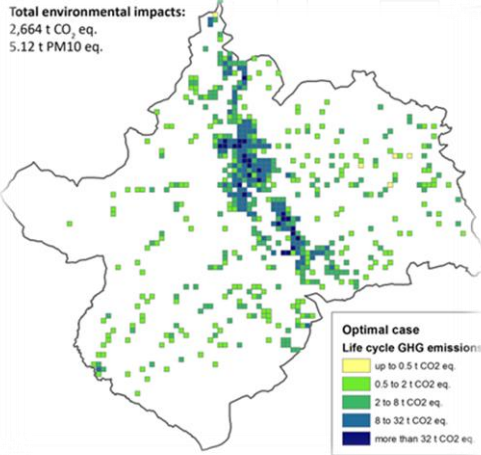 Total environmental impacts:
2,664 t CO₂ eq.
5.12 t PM10 eq.
Optimal case
Life cycle GHG emissions
up to 0.5 t CO2 eq.
0.5 to 2 t CO2 eq.
2 to 8 t CO2 eq.
8 to 32 t CO2 eq.
more than 32 t CO2 eq.